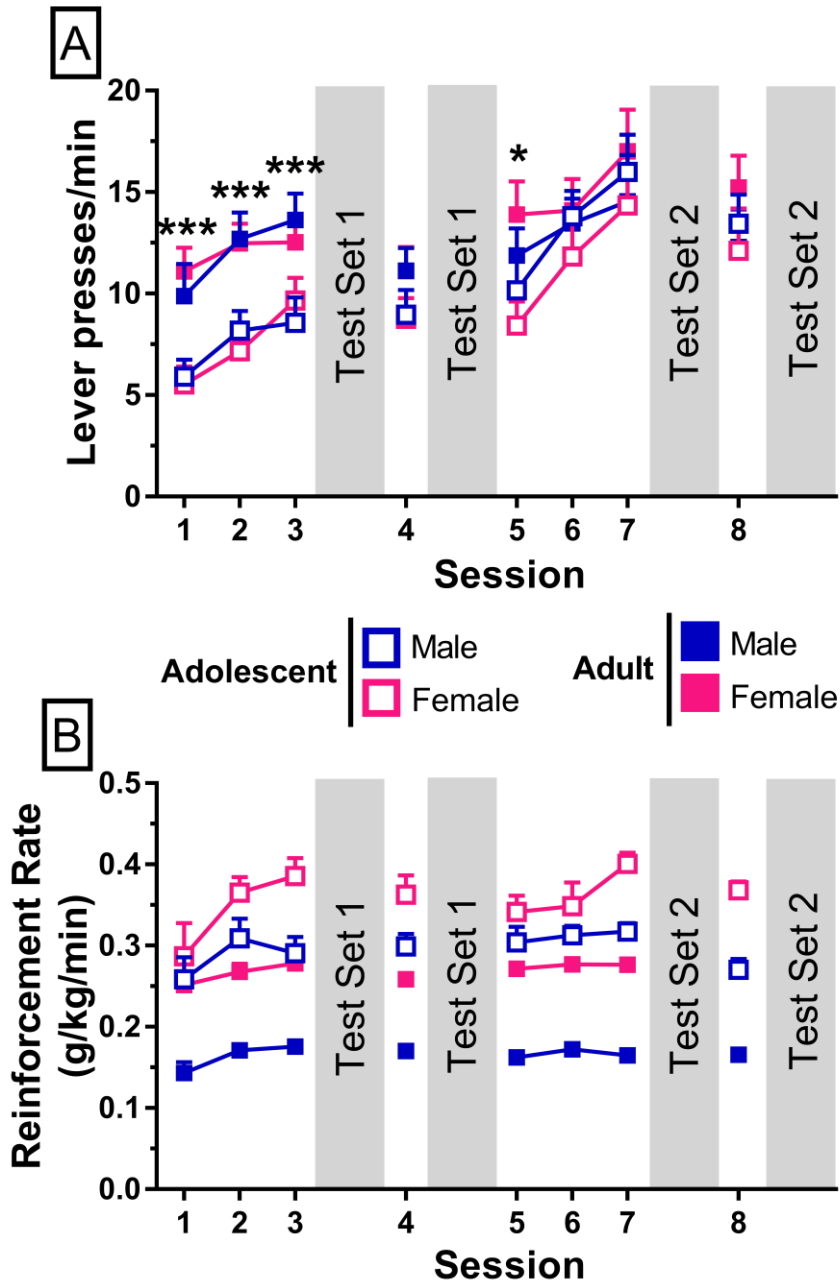 A
Lever presses/min
20
15
10
5
0
***
***
***
*
Test Set 1
Test Set 1
Test Set 2
Test Set 2
1 2 3 4 5 6 7 8
Session
Adolescent
Male
Female
Adult
Male
Female
B
Reinforcement Rate
(g/kg/min)
0.5
0.4
0.3
0.2
0.1
0.0
Test Set 1
Test Set 1
Test Set 2
Test Set 2
1 2 3 4 5 6 7 8
Session